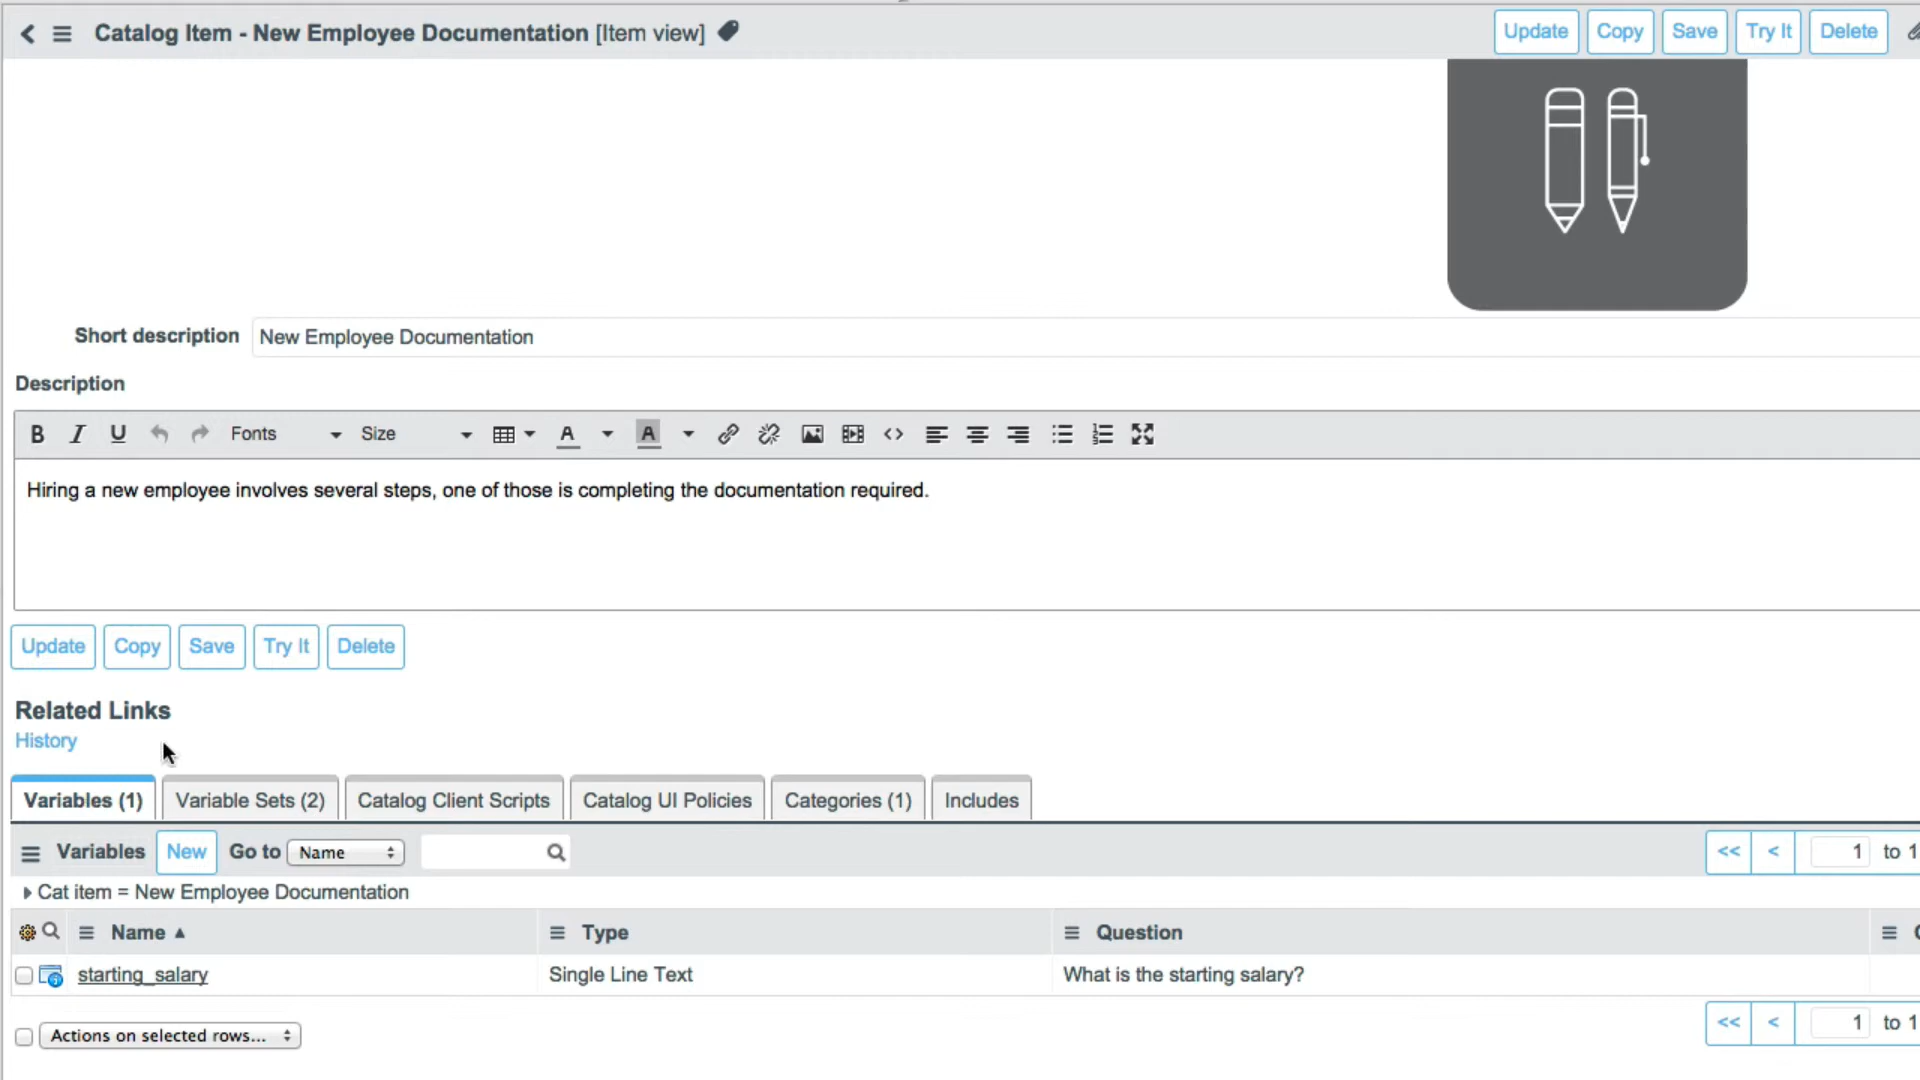 Catalog Item - New Employee Documentation [Item view]
Update Copy Save Try It Delete
Short description New Employee Documentation
Description
B I U Fonts Size A A
Hiring a new employee involves several steps, one of those is completing the documentation required.
Update Copy Save Try It Delete
Related Links
History
Variables (1) Variable Sets (2) Catalog Client Scripts Catalog UI Policies Categories (1) Includes
Variables New Go to Name << < 1 to 1
Cat item = New Employee Documentation
Name Type Question
starting_salary Single Line Text What is the starting salary?
Actions on selected rows... << < 1 to 1